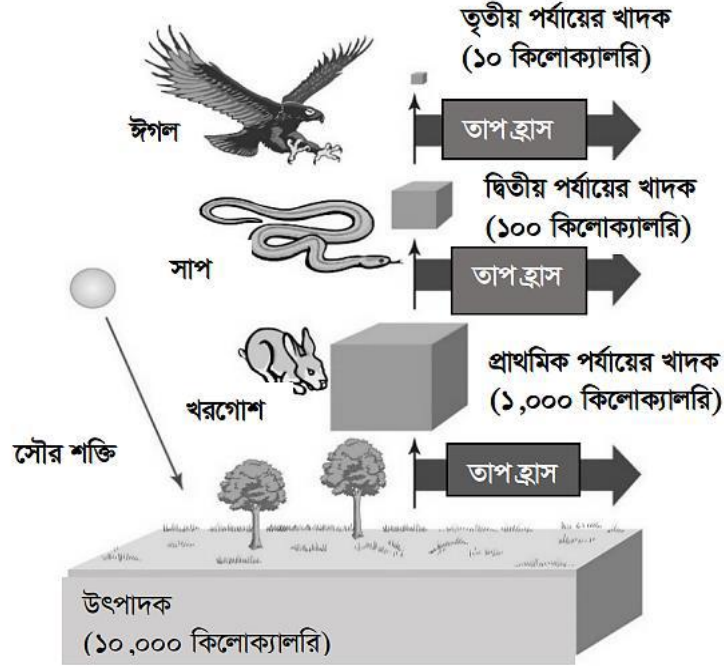 তৃতীয় পর্যায়ের খাদক
(১০ কিলোক্যালরি)
তাপ হ্রাস
ঈগল
দ্বিতীয় পর্যায়ের খাদক
(১০০ কিলোক্যালরি)
তাপ হ্রাস
সাপ
প্রাথমিক পর্যায়ের খাদক
(১,০০০ কিলোক্যালরি)
খরগোশ
সৌর শক্তি
তাপ হ্রাস
উৎপাদক
(১০,০০০ কিলোক্যালরি)